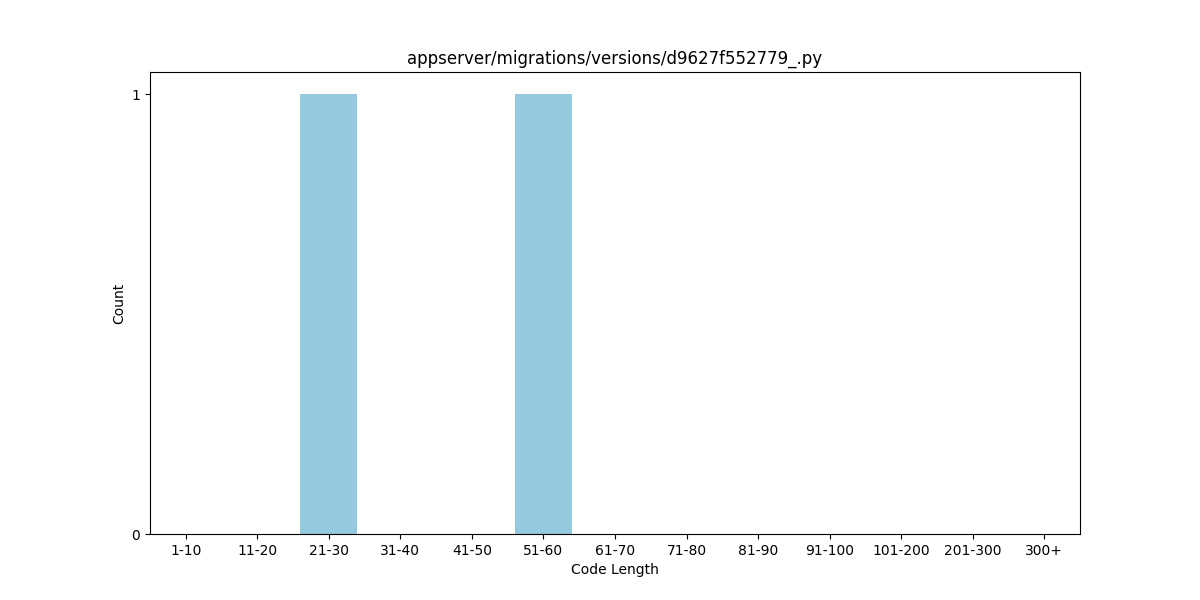 appserver/migrations/versions/d9627f552779_.py
1
Count
0
1-10 11-20 21-30 31-40 41-50 51-60 61-70 71-80 81-90 91-100 101-200 201-300 300+
Code Length